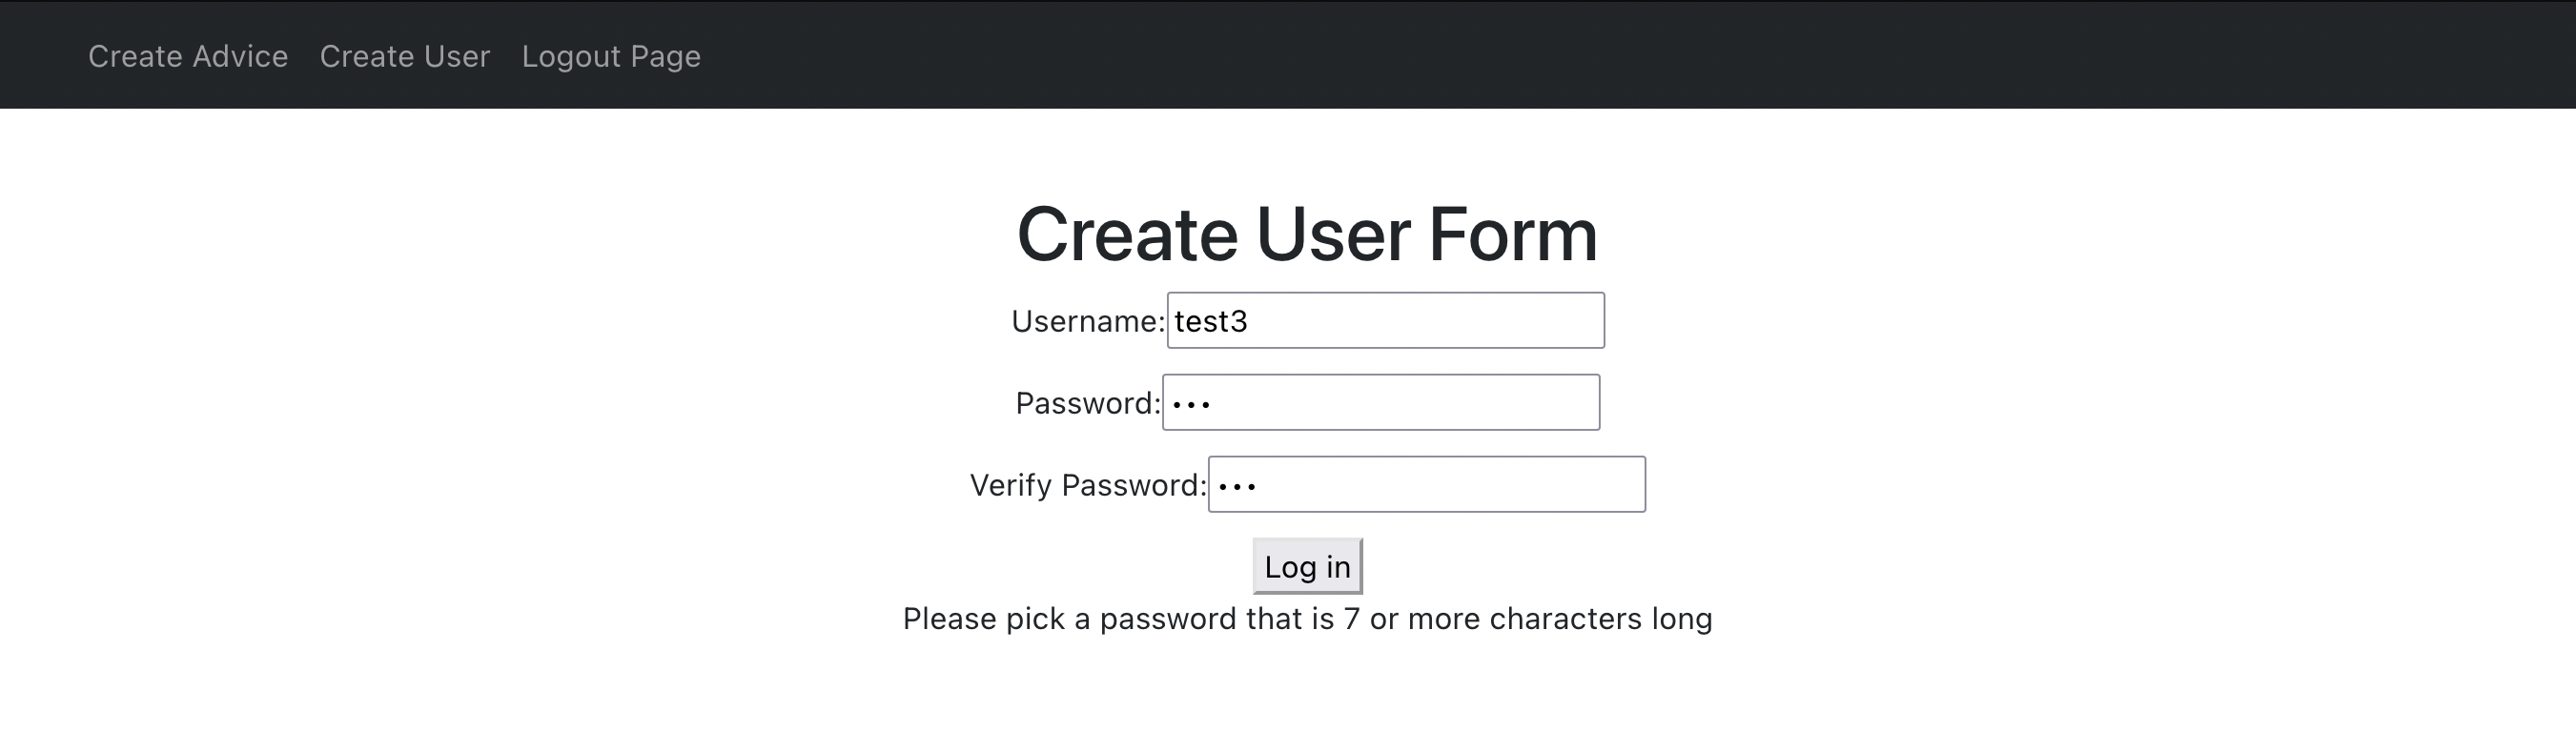 Create Advice Create User Logout Page
Create User Form
Username: test3
Password: •••
Verify Password: •••
Log in
Please pick a password that is 7 or more characters long